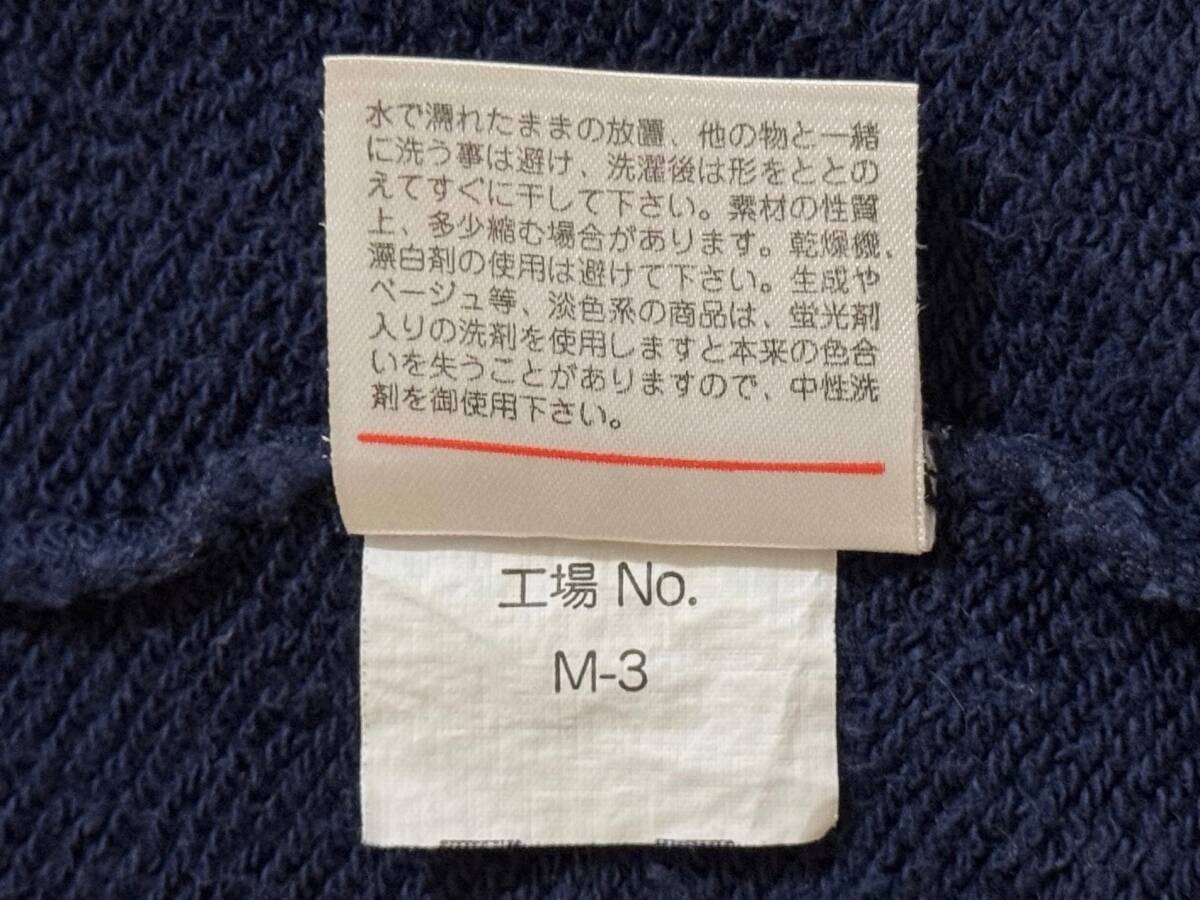 水で濡れたままの放置、他の物と一緒
に洗う事は避け、洗濯後は形をととの
えてすぐに干して下さい。素材の性質
上、多少縮む場合があります。乾燥機、
漂白剤の使用は避けて下さい。生成や
ベージュ等、淡色系の商品は、蛍光剤
入りの洗剤を使用しますと本来の色合
いを失うことがありますので、中性洗
剤を御使用下さい。
工場 No.
M-3